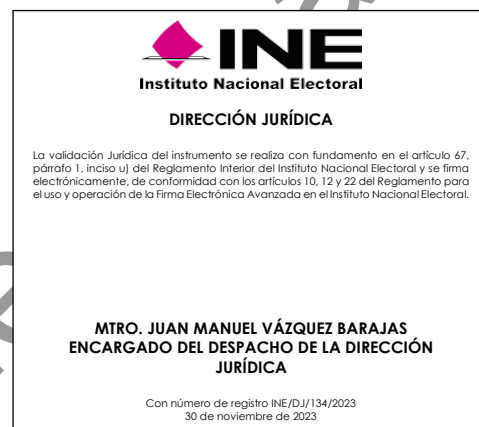 INE
Instituto Nacional Electoral
DIRECCIÓN JURÍDICA
La validación Jurídica del instrumento se realiza con fundamento en el artículo 67,
párrafo 1, inciso u) del Reglamento Interior del Instituto Nacional Electoral y se firma
electrónicamente, de conformidad con los artículos 10, 12 y 22 del Reglamento para
el uso y operación de la Firma Electrónica Avanzada en el Instituto Nacional Electoral.
MTRO. JUAN MANUEL VÁZQUEZ BARAJAS
ENCARGADO DEL DESPACHO DE LA DIRECCIÓN
JURÍDICA
Con número de registro INE/DJ/134/2023
30 de noviembre de 2023